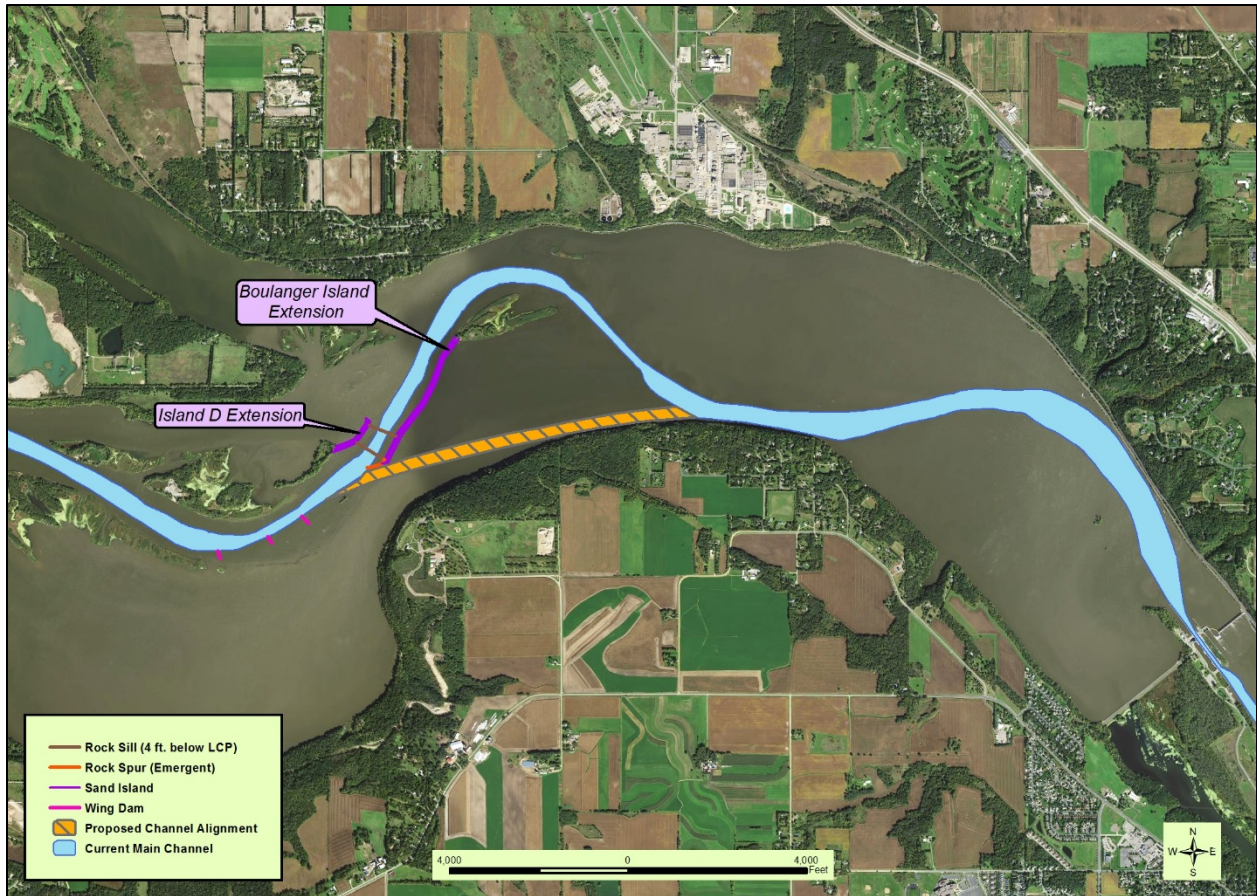 Boulanger Island
Extension
Island D Extension
Rock Sill (4 ft. below LCP)
Rock Spur (Emergent)
Sand Island
Wing Dam
Proposed Channel Alignment
Current Main Channel
4,000 0 4,000
Feet
N
W E
S